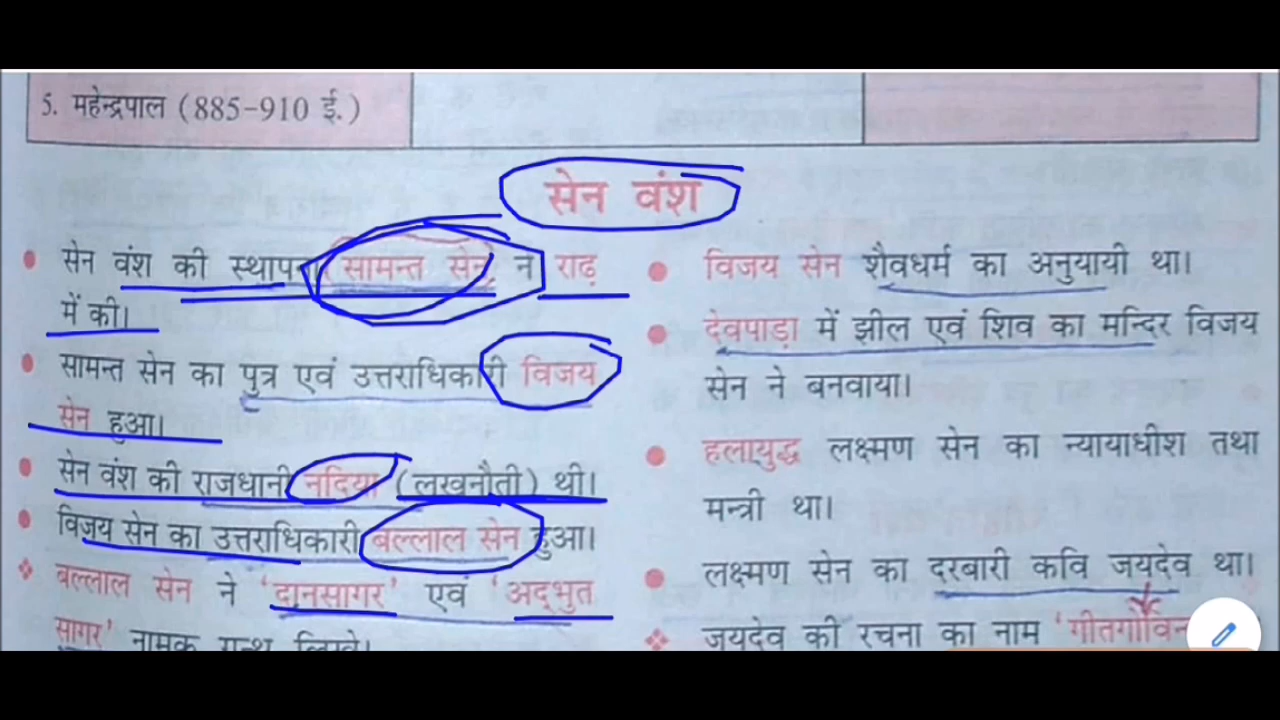 5. महेन्द्रपाल (885-910 ई.)
सेन वंश
सेन वंश की स्थापना सामन्त सेन ने राढ़
में की।
सामन्त सेन का पुत्र एवं उत्तराधिकारी विजय
सेन हुआ।
सेन वंश की राजधानी नदिया (लखनौती) थी।
विजय सेन का उत्तराधिकारी बल्लाल सेन हुआ।
बल्लाल सेन ने 'दानसागर' एवं 'अद्भुत
सागर' नामक ग्रन्थ लिखे।
विजय सेन शैवधर्म का अनुयायी था।
देवपाड़ा में झील एवं शिव का मन्दिर विजय
सेन ने बनवाया।
हलायुद्ध लक्ष्मण सेन का न्यायाधीश तथा
मन्त्री था।
लक्ष्मण सेन का दरबारी कवि जयदेव था।
जयदेव की रचना का नाम